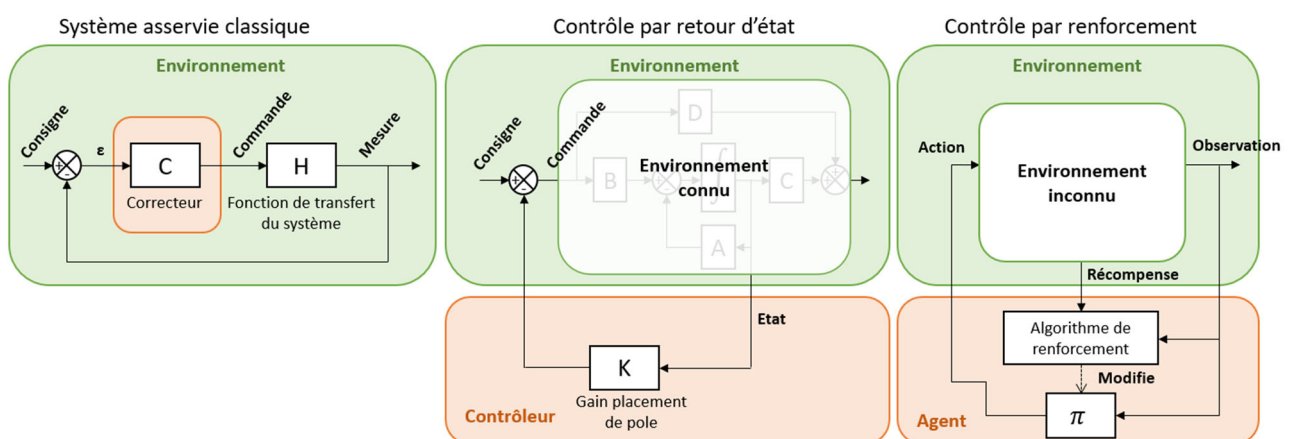 Système asservie classique
Environnement
Consigne
+
-
ε
C
Correcteur
Commande
H
Fonction de transfert
du système
Mesure
Contrôle par retour d'état
Environnement
Consigne
+
-
Commande
D
B
+
+
∫
C
+
+
A
Environnement
connu
Etat
K
Gain placement
de pole
Contrôleur
Contrôle par renforcement
Environnement
Action
Environnement
inconnu
Observation
Récompense
Algorithme de
renforcement
Modifie
π
Agent